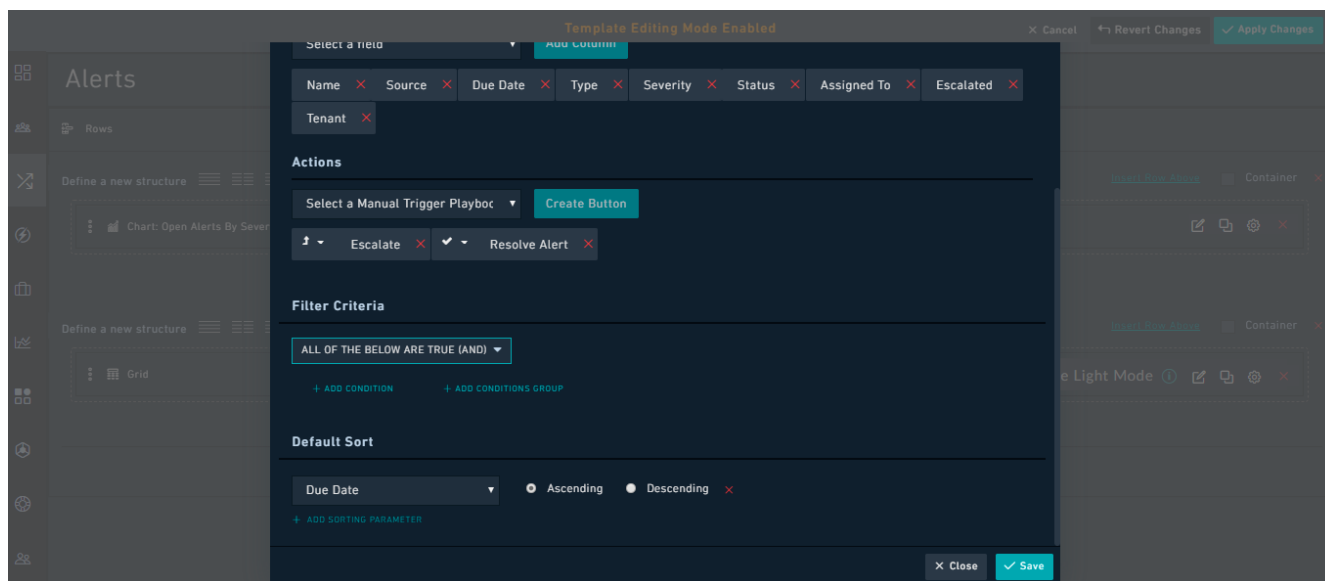 Template Editing Mode Enabled
Cancel Revert Changes Apply Changes
Select a field Add Column
Alerts
Name Source Due Date Type Severity Status Assigned To Escalated
Tenant
Rows
Actions
Define a new structure Insert Row Above Container
Select a Manual Trigger Playboc Create Button
Chart: Open Alerts By Sever
Escalate Resolve Alert
Filter Criteria
Define a new structure Insert Row Above Container
ALL OF THE BELOW ARE TRUE (AND)
Grid e Light Mode
+ ADD CONDITION + ADD CONDITIONS GROUP
Default Sort
Due Date Ascending Descending
+ ADD SORTING PARAMETER
Close Save